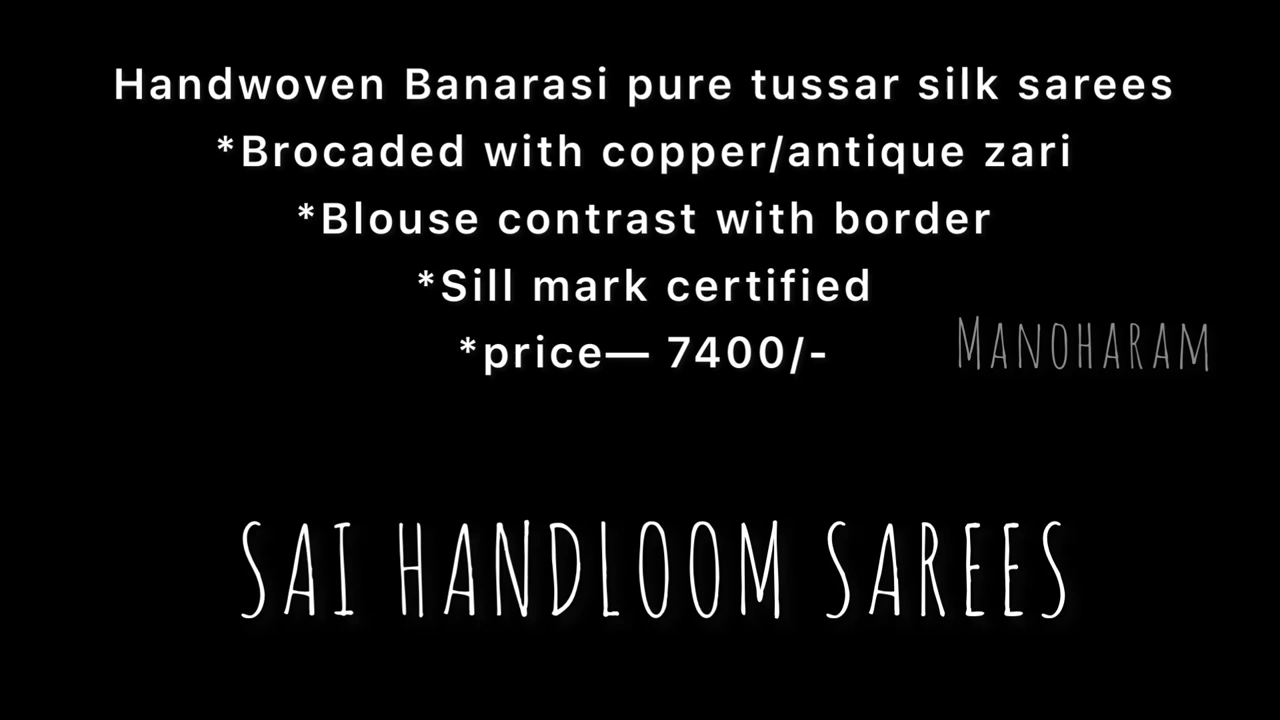 Handwoven Banarasi pure tussar silk sarees
*Brocaded with copper/antique zari
*Blouse contrast with border
*Sill mark certified
*price— 7400/-
MANOHARAM
SAI HANDLOOM SAREES